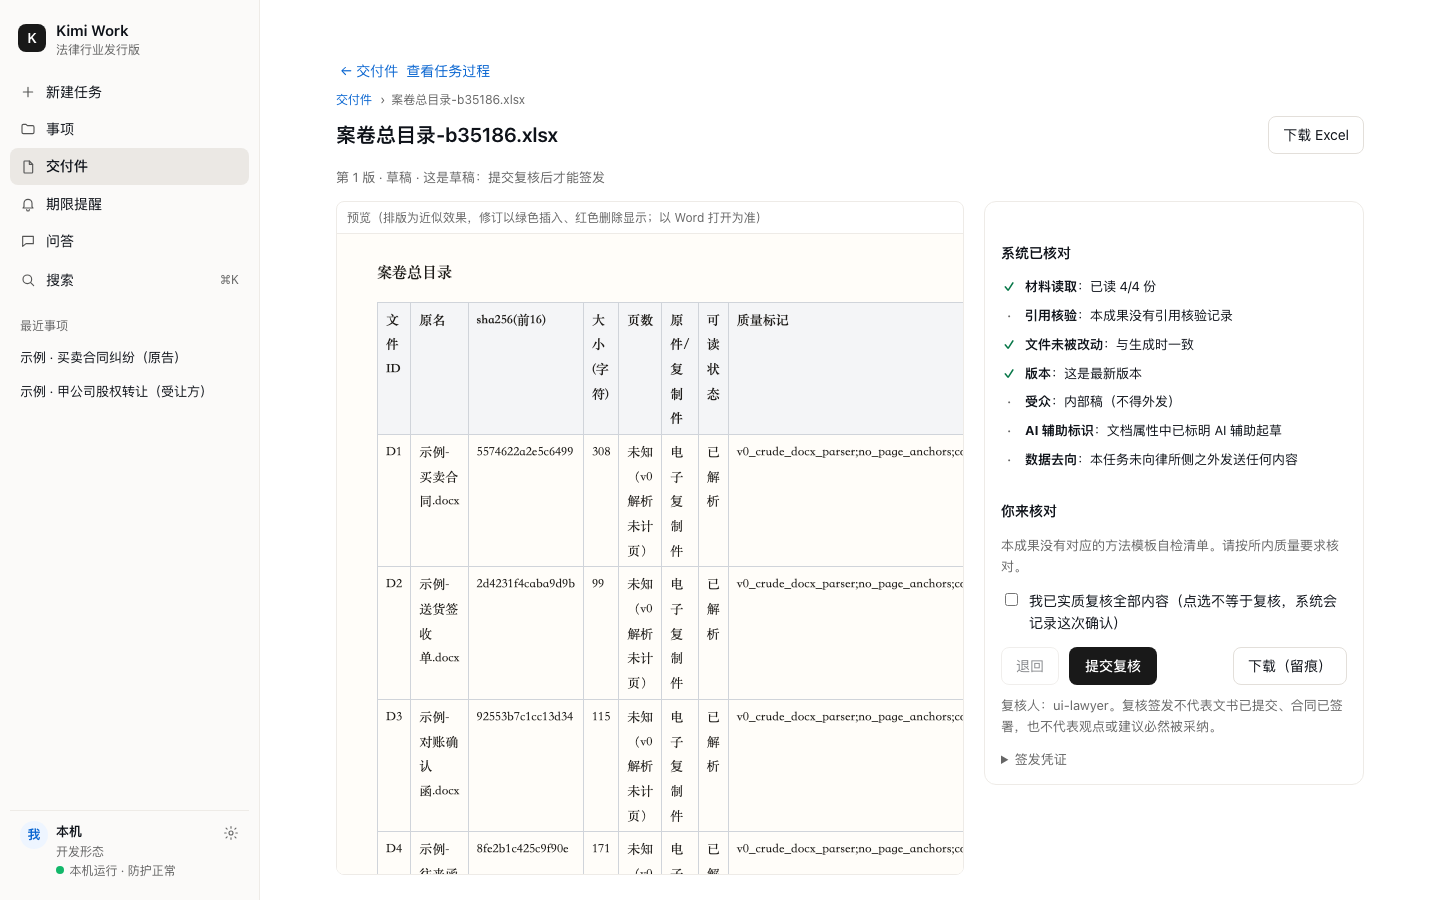 K
Kimi Work
法律行业发行版
新建任务
事项
交付件
期限提醒
问答
搜索 ⌘K
最近事项
示例 · 买卖合同纠纷（原告）
示例 · 甲公司股权转让（受让方）
我
本机
开发形态
本机运行 · 防护正常
← 交付件 查看任务过程
交付件 › 案卷总目录-b35186.xlsx
案卷总目录-b35186.xlsx
下载 Excel
第 1 版 · 草稿 · 这是草稿：提交复核后才能签发
预览（排版为近似效果，修订以绿色插入、红色删除显示；以 Word 打开为准）
案卷总目录
文件ID 原名 sha256(前16) 大小(字符) 页数 原件/复制件 可读状态 质量标记
D1 示例-买卖合同.docx 5574622a2e5c6499 308 未知（v0解析未计页） 电子复制件 已解析 v0_crude_docx_parser;no_page_anchors;co
D2 示例-送货签收单.docx 2d4231f4caba9d9b 99 未知（v0解析未计页） 电子复制件 已解析 v0_crude_docx_parser;no_page_anchors;co
D3 示例-对账确认函.docx 92553b7c1cc13d34 115 未知（v0解析未计页） 电子复制件 已解析 v0_crude_docx_parser;no_page_anchors;co
D4 示例- 8fe2b1c425c9f90e 171 未知 电 已 v0_crude_docx_parser;no_page_anchors;co
系统已核对
材料读取：已读 4/4 份
引用核验：本成果没有引用核验记录
文件未被改动：与生成时一致
版本：这是最新版本
受众：内部稿（不得外发）
AI 辅助标识：文档属性中已标明 AI 辅助起草
数据去向：本任务未向律所侧之外发送任何内容
你来核对
本成果没有对应的方法模板自检清单。请按所内质量要求核
对。
我已实质复核全部内容（点选不等于复核，系统会
记录这次确认）
退回 提交复核 下载（留痕）
复核人：ui-lawyer。复核签发不代表文书已提交、合同已签
署，也不代表观点或建议必然被采纳。
签发凭证